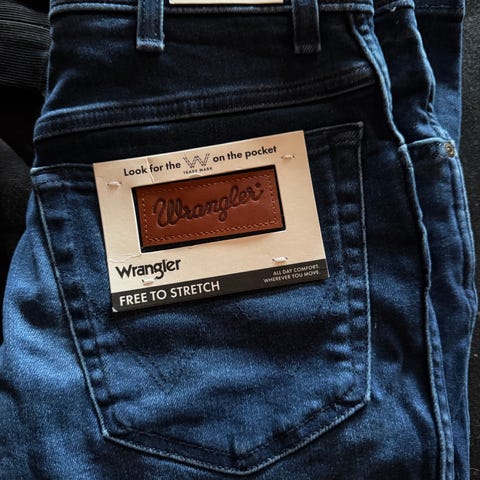 Look for the W on the pocket
TRADE MARK
Wrangler®
Wrangler
FREE TO STRETCH
ALL DAY COMFORT.
WHEREVER YOU MOVE.